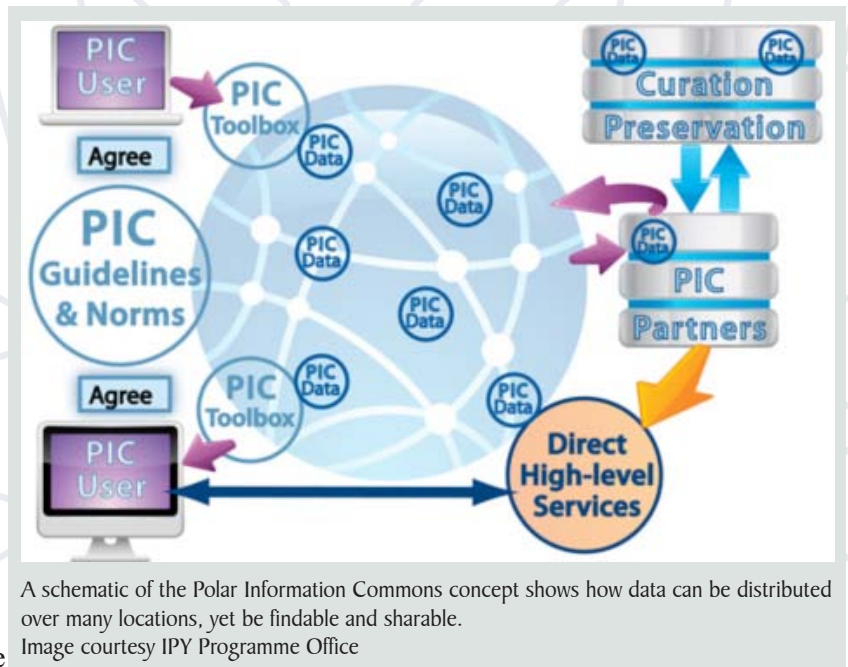 PIC
User
PIC
Toolbox
PIC
Data
Agree
PIC
Guidelines
& Norms
Agree
PIC
User
PIC
Toolbox
PIC
Data
PIC
Data
PIC
Data
PIC
Data
PIC
Data
PIC
Data
PIC
Data
Curation
Preservation
PIC
Data
PIC
Partners
Direct
High-level
Services
A schematic of the Polar Information Commons concept shows how data can be distributed
over many locations, yet be findable and sharable.
Image courtesy IPY Programme Office
e